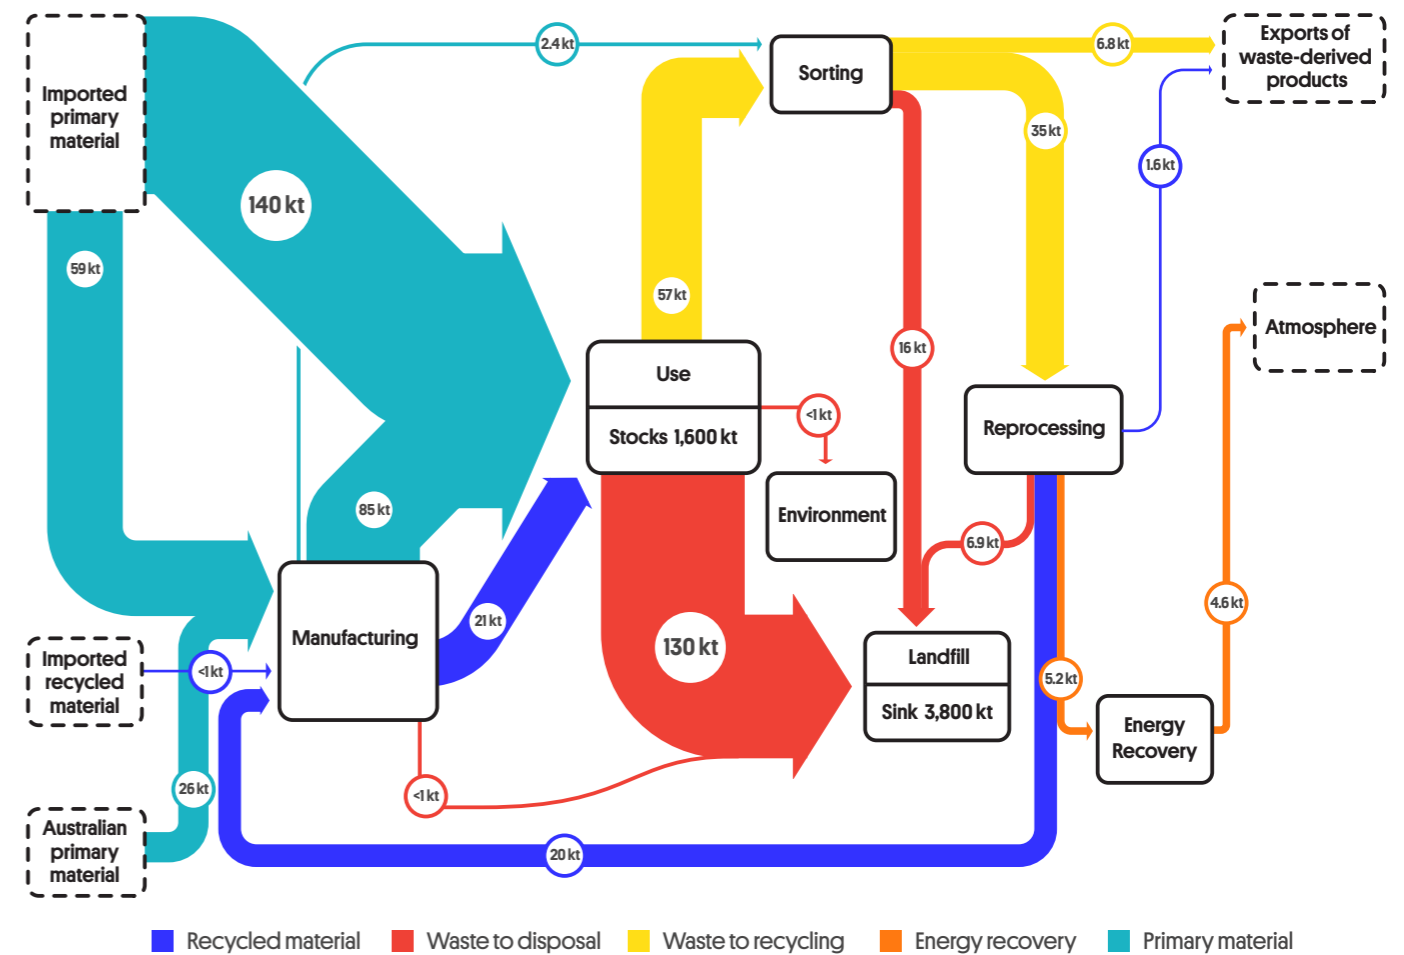 Imported
primary
material
140 kt
59 kt
2.4 kt
Sorting
6.8 kt
Exports of
waste-derived
products
35 kt
1.6 kt
57 kt
16 kt
Atmosphere
Use
Stocks 1,600 kt
<1 kt
Environment
Reprocessing
85 kt
6.9 kt
21 kt
130 kt
4.6 kt
Manufacturing
Imported
recycled
material
<1 kt
Landfill
Sink 3,800 kt
5.2 kt
Energy
Recovery
26 kt
<1 kt
Australian
primary
material
20 kt
Recycled material
Waste to disposal
Waste to recycling
Energy recovery
Primary material